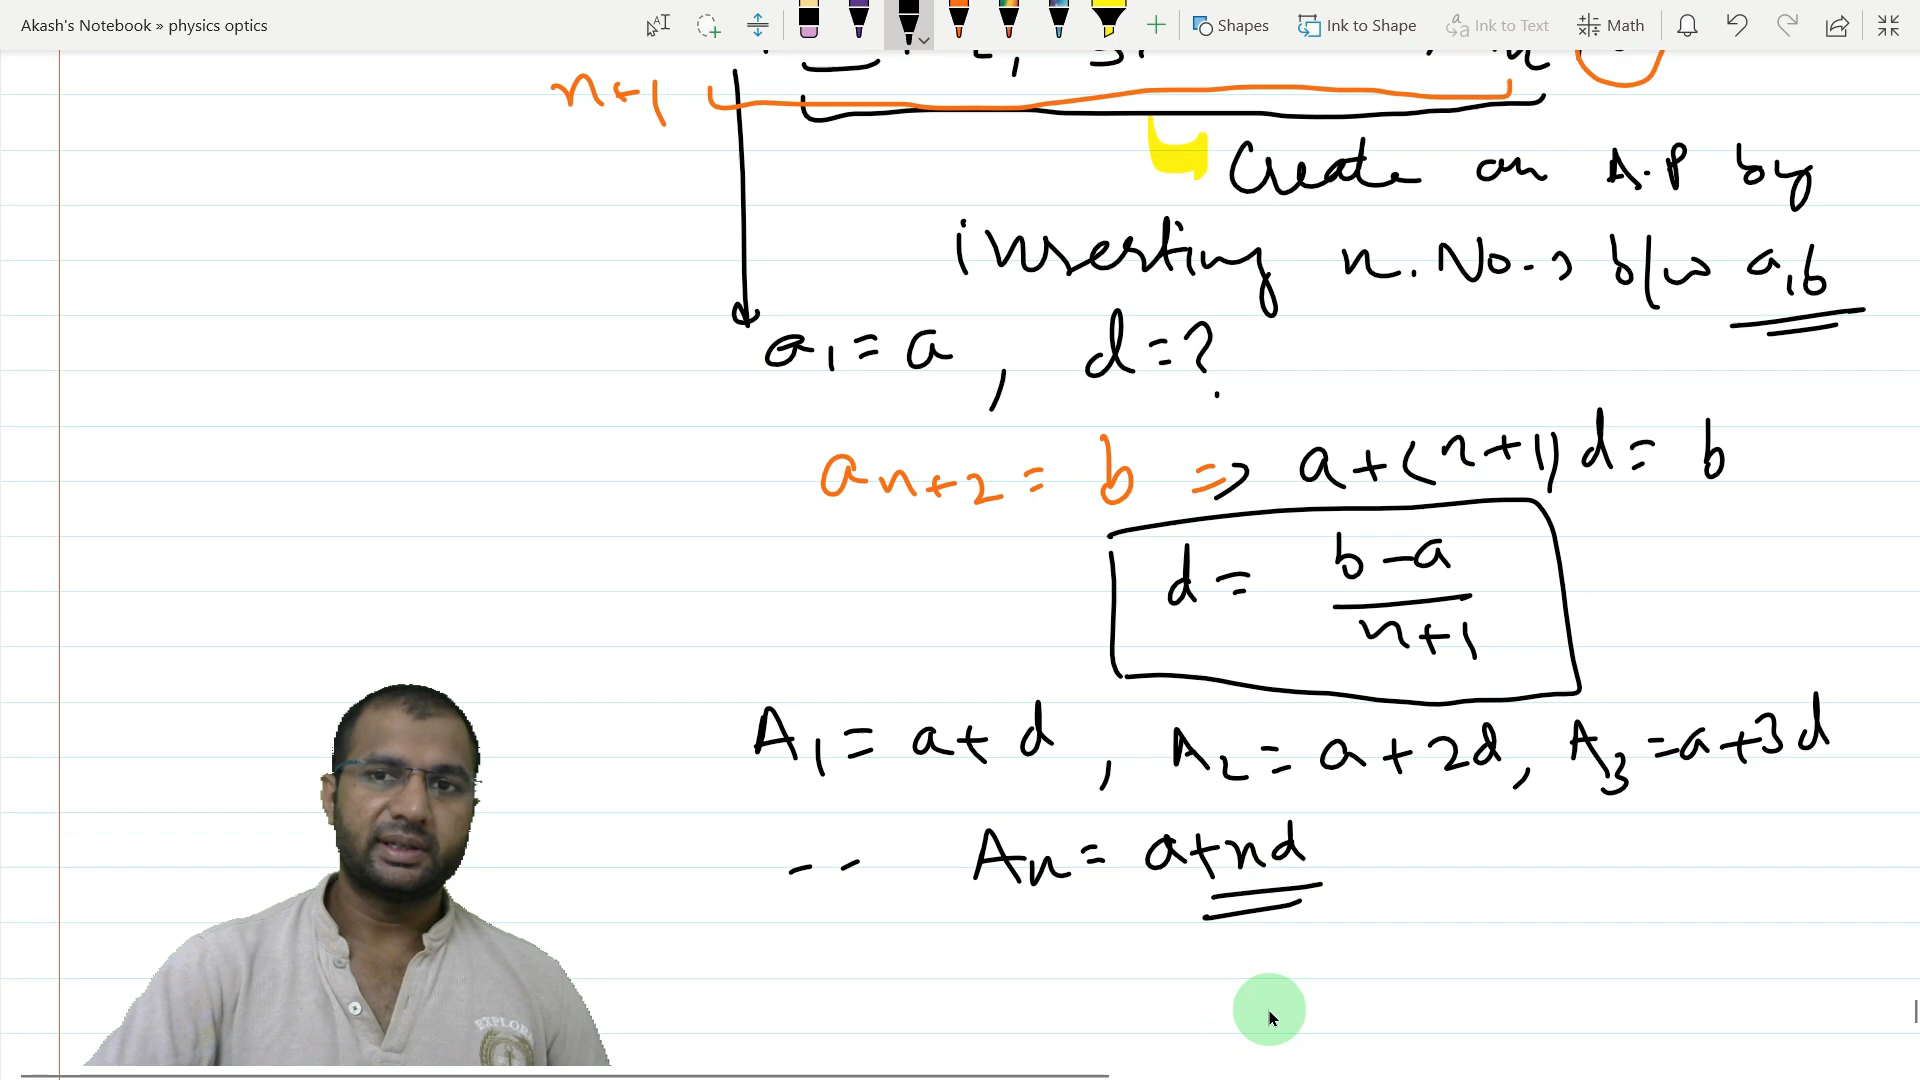 Akash's Notebook » physics optics
Shapes Ink to Shape Ink to Text Math
n+1
Create an A.P by
inserting n. No.s b/w a,b
a₁ = a , d = ?
aₙ₊₂ = b => a + (n+1)d = b
d = b-a
n+1
A₁ = a + d , A₂ = a + 2d, A₃ = a + 3d
-- Aₙ = a + nd
EXPLOR